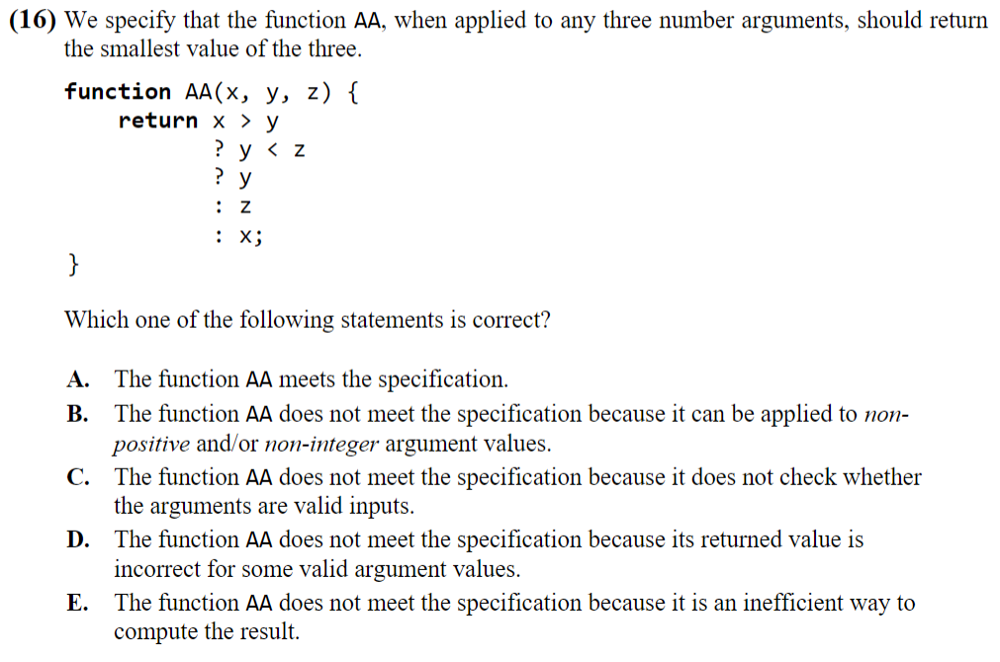 (16) We specify that the function AA, when applied to any three number arguments, should return
the smallest value of the three.
function AA(x, y, z) {
return x > y
? y < z
? y
: z
: x;
}
Which one of the following statements is correct?
A. The function AA meets the specification.
B. The function AA does not meet the specification because it can be applied to non-
positive and/or non-integer argument values.
C. The function AA does not meet the specification because it does not check whether
the arguments are valid inputs.
D. The function AA does not meet the specification because its returned value is
incorrect for some valid argument values.
E. The function AA does not meet the specification because it is an inefficient way to
compute the result.